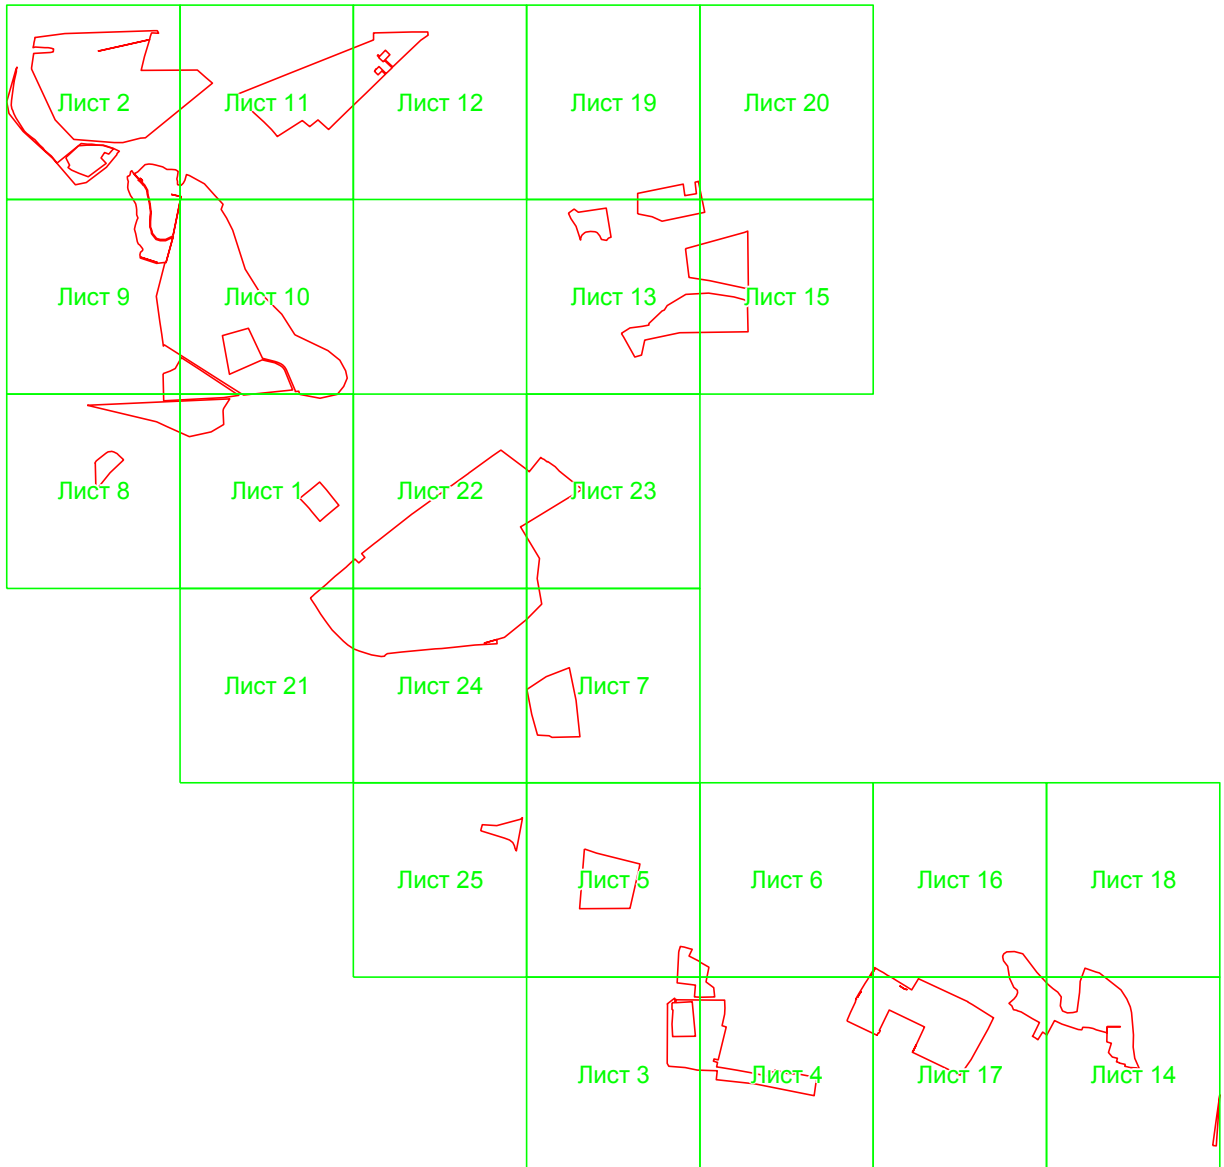 Лист 2 Лист 11 Лист 12 Лист 19 Лист 20
Лист 9 Лист 10 Лист 13 Лист 15
Лист 8 Лист 1 Лист 22 Лист 23
Лист 21 Лист 24 Лист 7
Лист 25 Лист 5 Лист 6 Лист 16 Лист 18
Лист 3 Лист 4 Лист 17 Лист 14